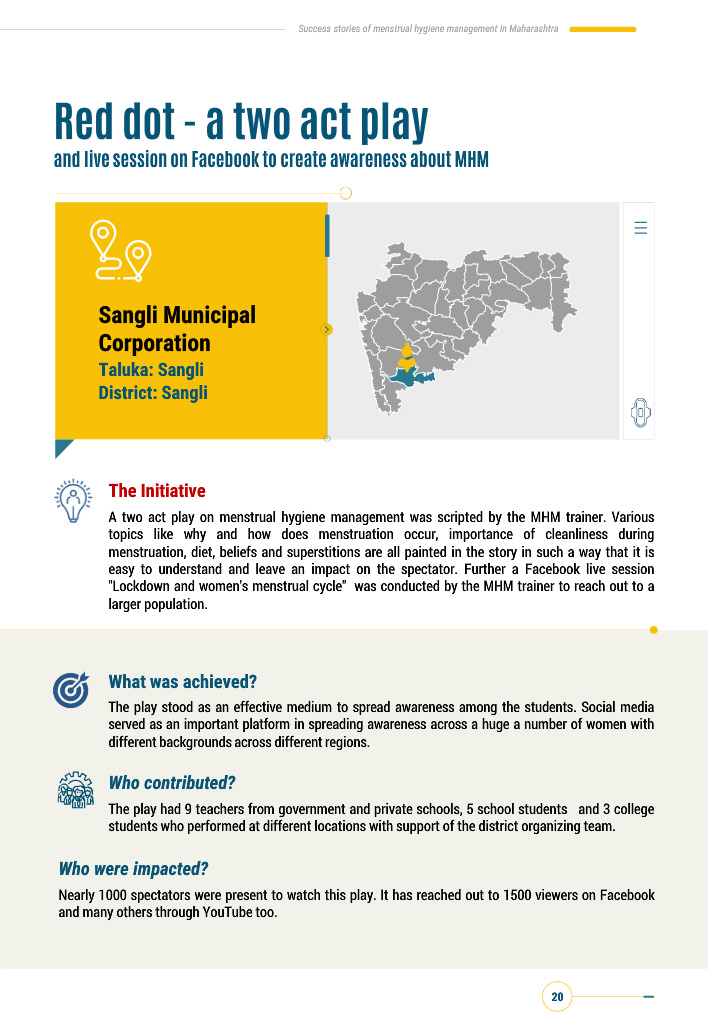 Success stories of menstrual hygiene management in Maharashtra
Red dot - a two act play
and live session on Facebook to create awareness about MHM
Sangli Municipal
Corporation
Taluka: Sangli
District: Sangli
The Initiative
A two act play on menstrual hygiene management was scripted by the MHM trainer. Various
topics like why and how does menstruation occur, importance of cleanliness during
menstruation, diet, beliefs and superstitions are all painted in the story in such a way that it is
easy to understand and leave an impact on the spectator. Further a Facebook live session
"Lockdown and women's menstrual cycle" was conducted by the MHM trainer to reach out to a
larger population.
What was achieved?
The play stood as an effective medium to spread awareness among the students. Social media
served as an important platform in spreading awareness across a huge a number of women with
different backgrounds across different regions.
Who contributed?
The play had 9 teachers from government and private schools, 5 school students and 3 college
students who performed at different locations with support of the district organizing team.
Who were impacted?
Nearly 1000 spectators were present to watch this play. It has reached out to 1500 viewers on Facebook
and many others through YouTube too.
20